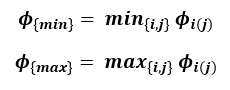 ϕ{min} = min{i,j} ϕi(j)
ϕ{max} = max{i,j} ϕi(j)